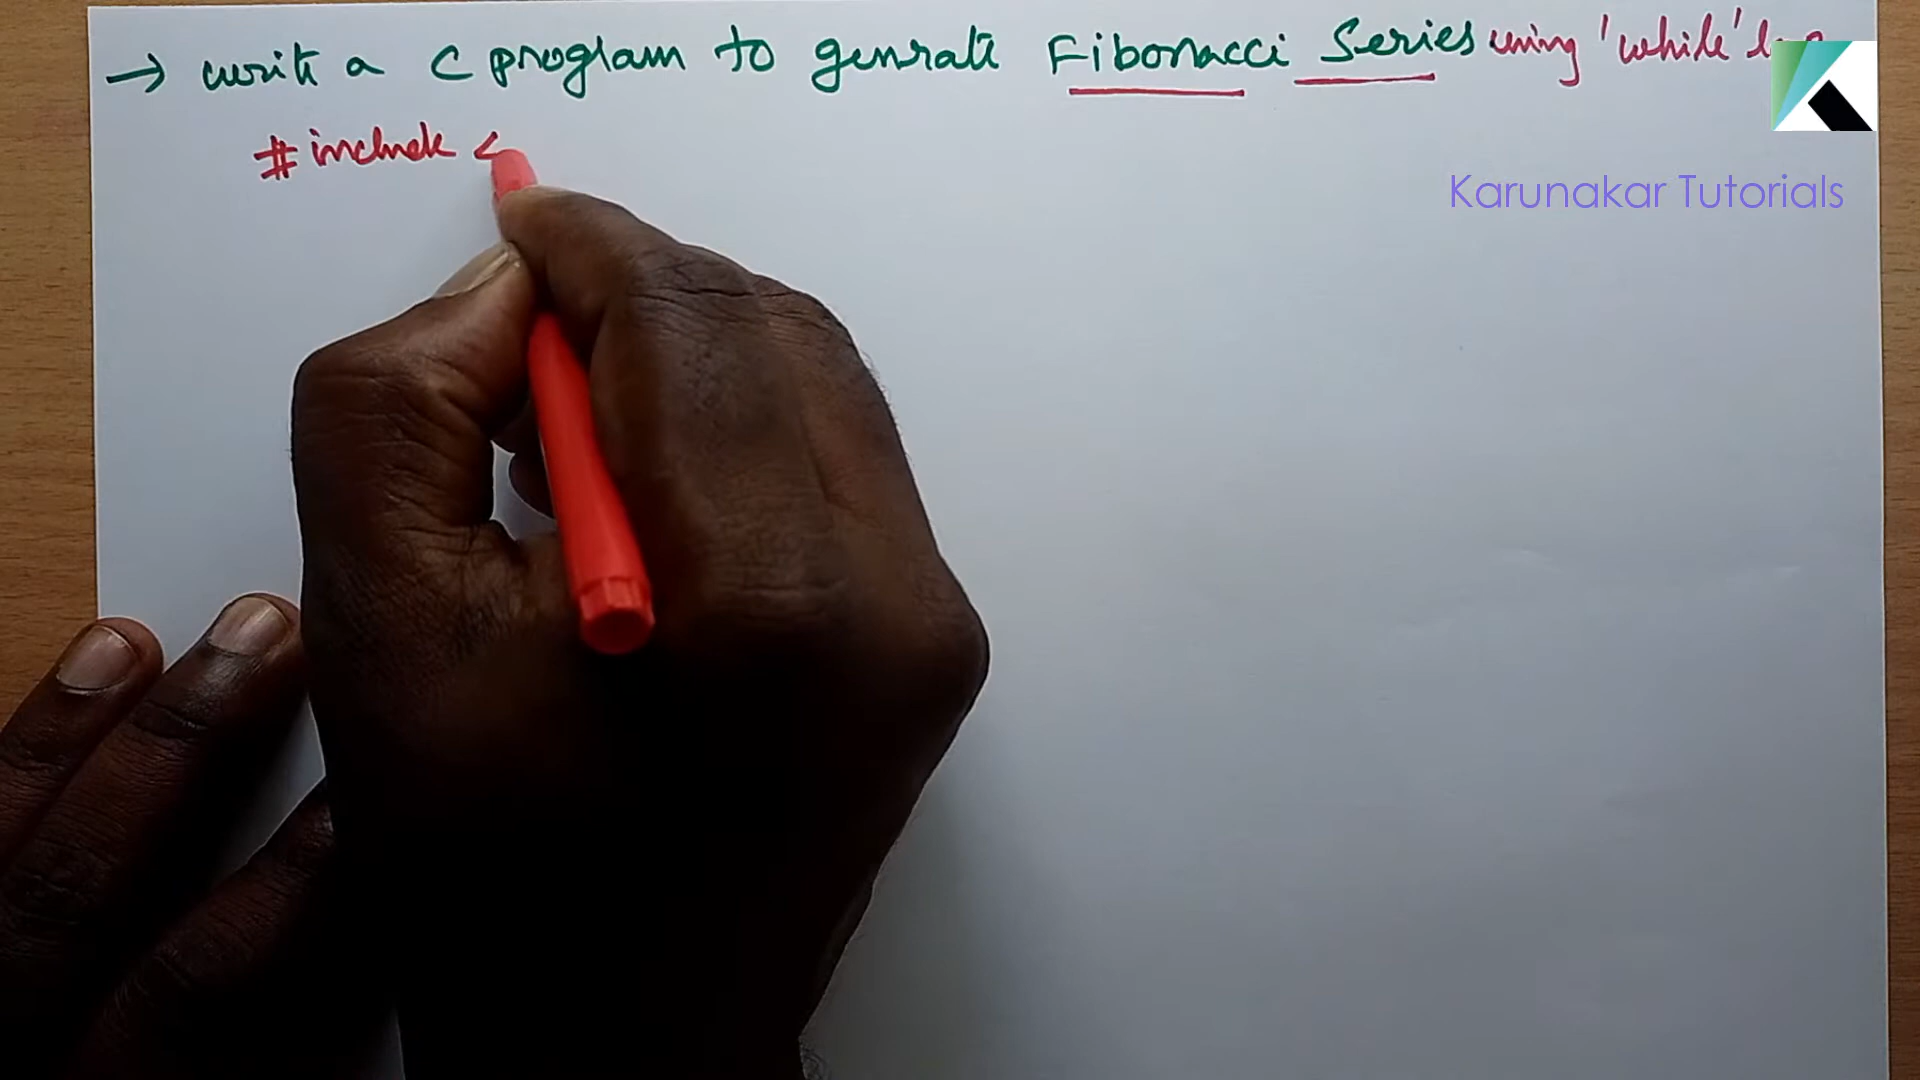 → write a C program to genrate Fibonacci Series using 'while'
#include <
Karunakar Tutorials